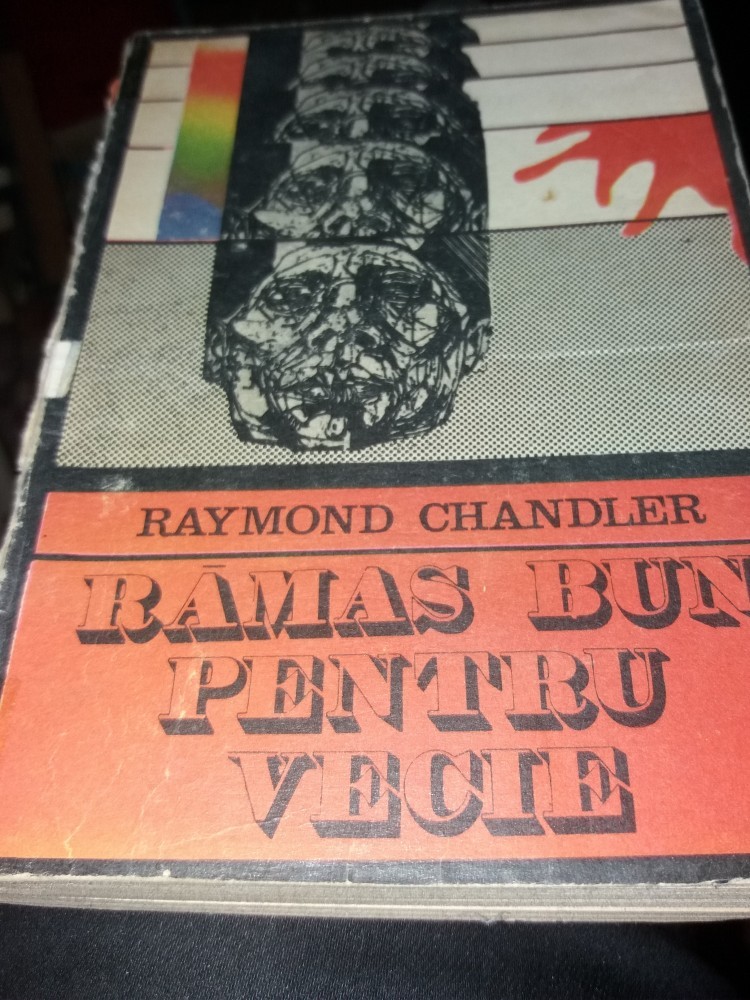 RAYMOND CHANDLER
RĂMAS BUN
PENTRU
VECIE